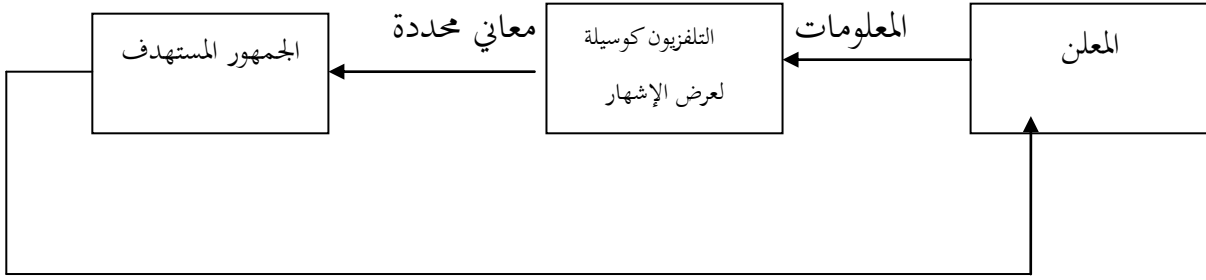 المعلن
المعلومات
التلفزيون كوسيلة
لعرض الإشهار
معاني محددة
الجمهور المستهدف